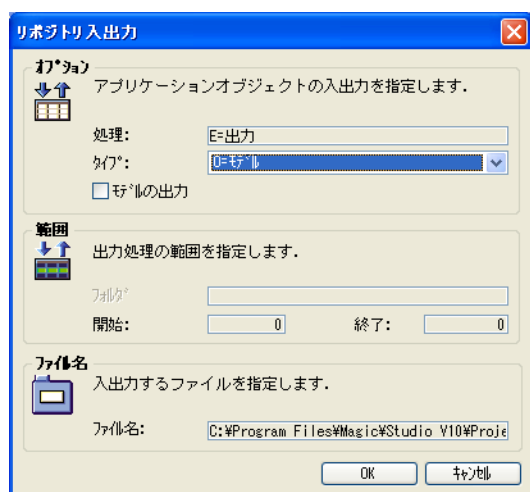 リポジトリ入出力
ｵﾌﾟｼｮﾝ
アプリケーションオブジェクトの入出力を指定します.
処理: E=出力
ﾀｲﾌﾟ: O=ﾓﾃﾞﾙ
ﾓﾃﾞﾙの出力
範囲
出力処理の範囲を指定します.
ﾌｫﾙﾀﾞ
開始: 0 終了: 0
ﾌｧｲﾙ名
入出力するファイルを指定します.
ﾌｧｲﾙ名: C:¥Program Files¥Magic¥Studio V10¥Proje
OK ｷｬﾝｾﾙ